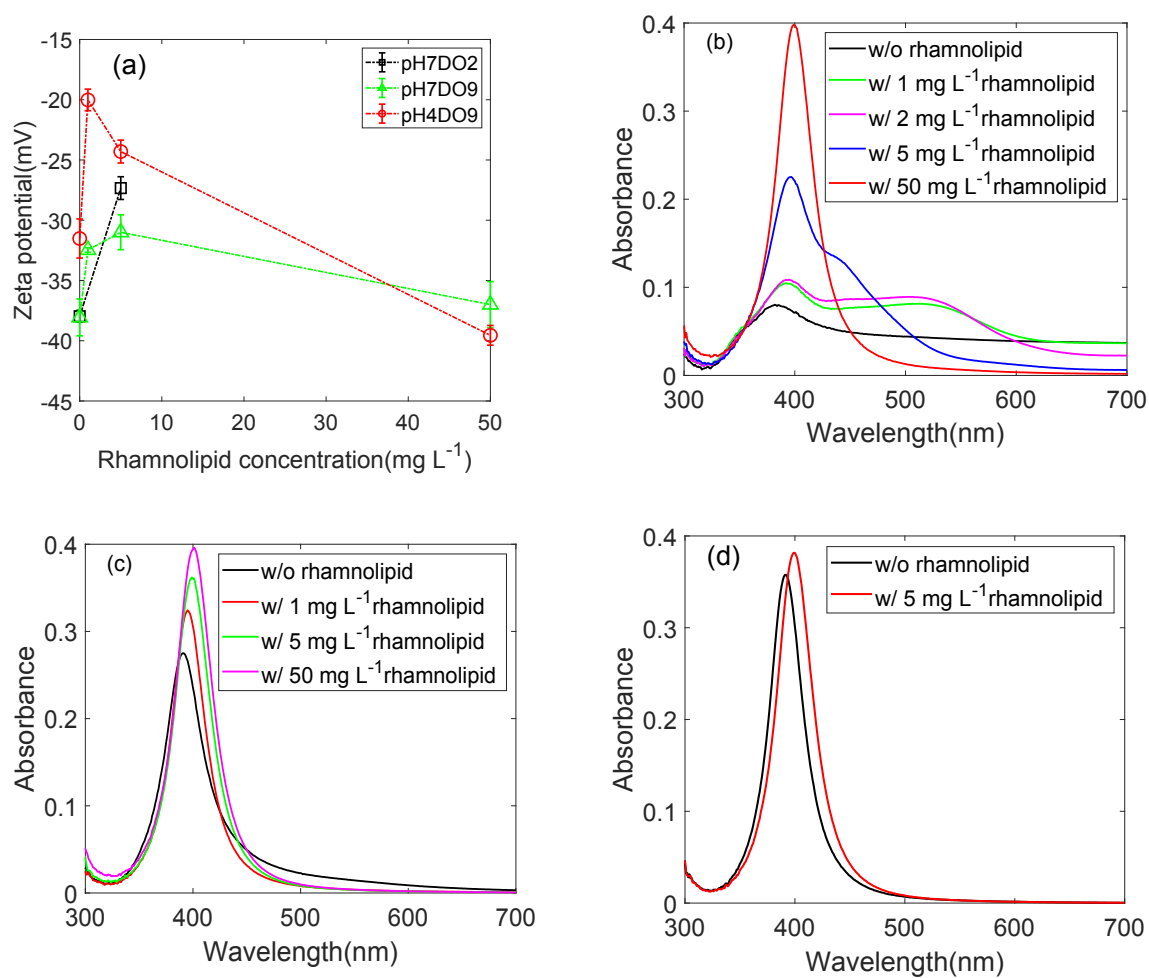 (a)
pH7DO2
pH7DO9
pH4DO9
-15
-20
-25
-30
-35
-40
-45
Zeta potential(mV)
0 10 20 30 40 50
Rhamnolipid concentration(mg L⁻¹)
(b)
w/o rhamnolipid
w/ 1 mg L⁻¹rhamnolipid
w/ 2 mg L⁻¹rhamnolipid
w/ 5 mg L⁻¹rhamnolipid
w/ 50 mg L⁻¹rhamnolipid
0.4
0.3
0.2
0.1
0
Absorbance
300 400 500 600 700
Wavelength(nm)
(c)
w/o rhamnolipid
w/ 1 mg L⁻¹rhamnolipid
w/ 5 mg L⁻¹rhamnolipid
w/ 50 mg L⁻¹rhamnolipid
0.4
0.3
0.2
0.1
0
Absorbance
300 400 500 600 700
Wavelength(nm)
(d)
w/o rhamnolipid
w/ 5 mg L⁻¹rhamnolipid
0.4
0.3
0.2
0.1
0
Absorbance
300 400 500 600 700
Wavelength(nm)